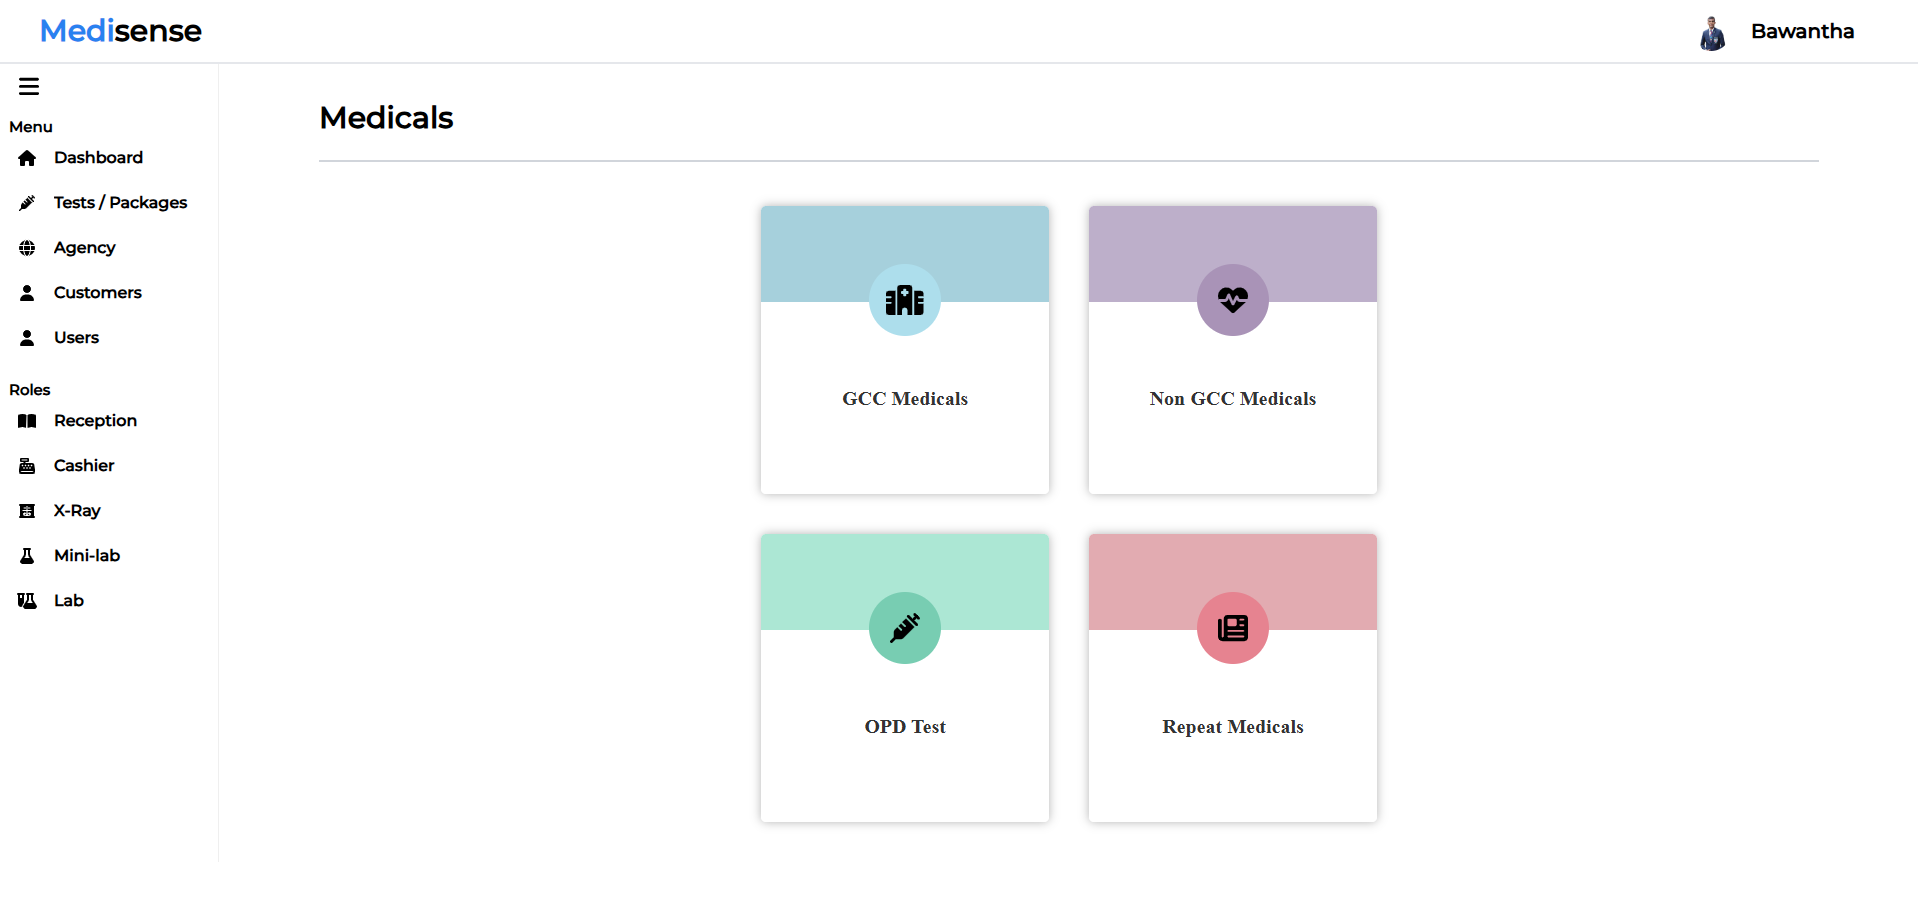 Medisense
Bawantha
Menu
Dashboard
Tests / Packages
Agency
Customers
Users
Roles
Reception
Cashier
X-Ray
Mini-lab
Lab
Medicals
GCC Medicals
Non GCC Medicals
OPD Test
Repeat Medicals